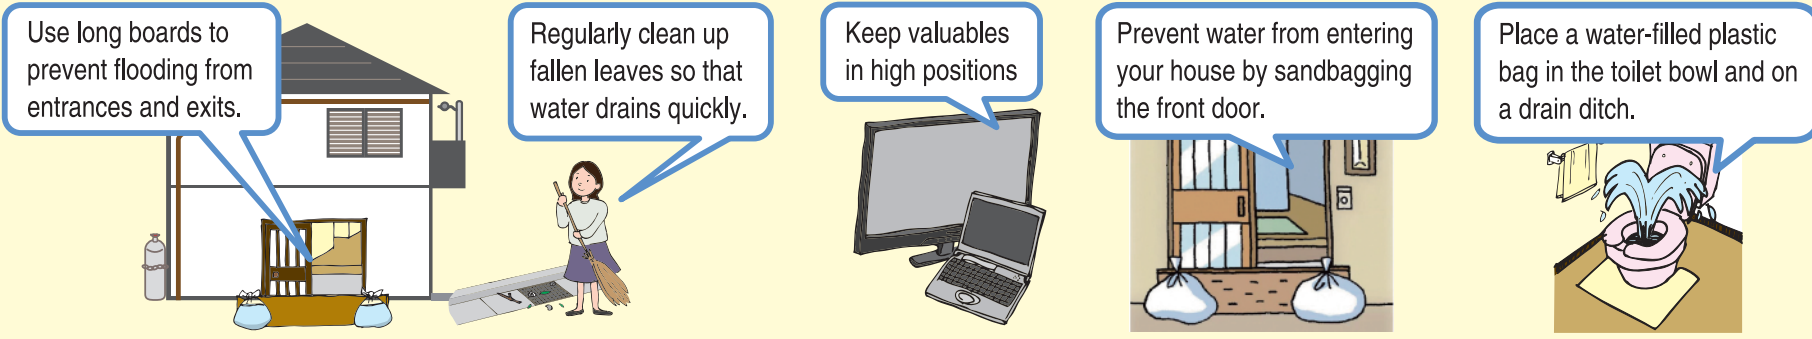 Use long boards to
prevent flooding from
entrances and exits.
Regularly clean up
fallen leaves so that
water drains quickly.
Keep valuables
in high positions
Prevent water from entering
your house by sandbagging
the front door.
Place a water-filled plastic
bag in the toilet bowl and on
a drain ditch.